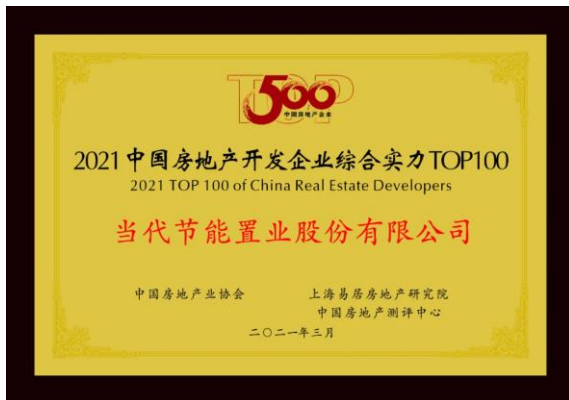 TOP
500
中国房地产企业
2021中国房地产开发企业综合实力TOP100
2021 TOP 100 of China Real Estate Developers
当代节能置业股份有限公司
中国房地产业协会
上海易居房地产研究院
中国房地产测评中心
二〇二一年三月